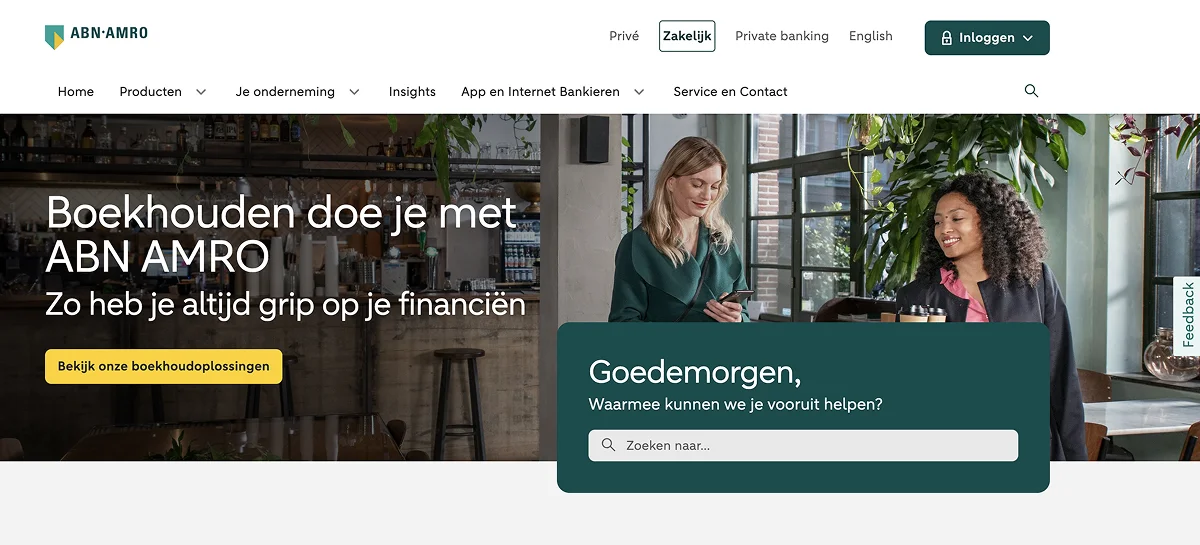 ABN·AMRO
Privé
Zakelijk
Private banking
English
Inloggen
Home
Producten
Je onderneming
Insights
App en Internet Bankieren
Service en Contact
Boekhouden doe je met
ABN AMRO
Zo heb je altijd grip op je financiën
Bekijk onze boekhoudoplossingen
Goedemorgen,
Waarmee kunnen we je vooruit helpen?
Zoeken naar...
Feedback